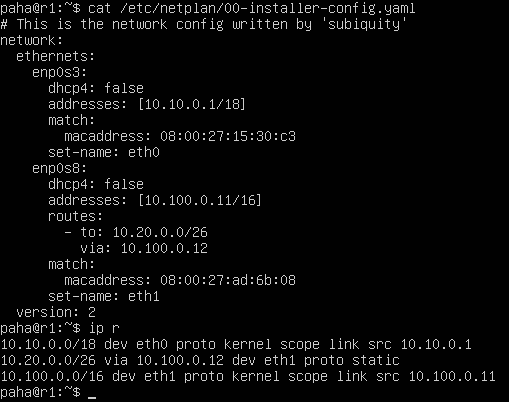 paha@r1:~$ cat /etc/netplan/00-installer-config.yaml
# This is the network config written by 'subiquity'
network:
  ethernets:
    enp0s3:
      dhcp4: false
      addresses: [10.10.0.1/18]
      match:
        macaddress: 08:00:27:15:30:c3
      set-name: eth0
    enp0s8:
      dhcp4: false
      addresses: [10.100.0.11/16]
      routes:
        - to: 10.20.0.0/26
          via: 10.100.0.12
      match:
        macaddress: 08:00:27:ad:6b:08
      set-name: eth1
  version: 2
paha@r1:~$ ip r
10.10.0.0/18 dev eth0 proto kernel scope link src 10.10.0.1
10.20.0.0/26 via 10.100.0.12 dev eth1 proto static
10.100.0.0/16 dev eth1 proto kernel scope link src 10.100.0.11
paha@r1:~$ _